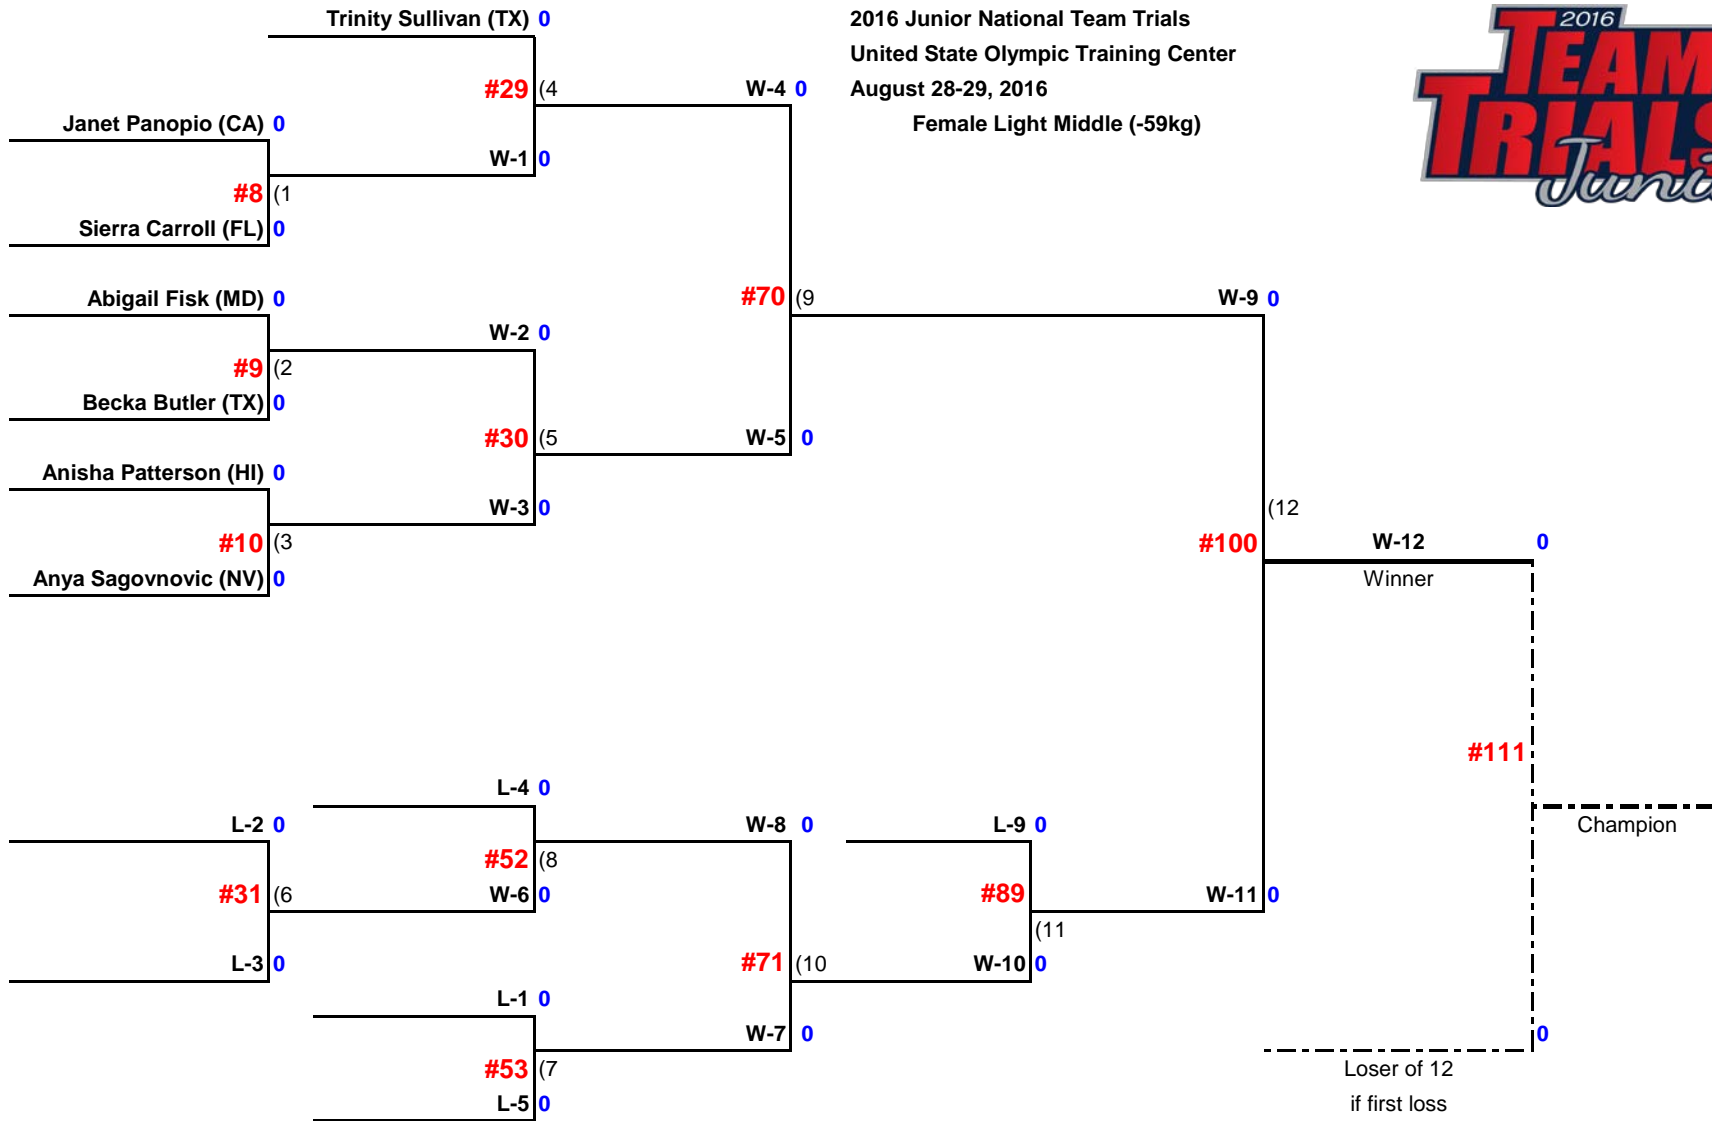 Trinity Sullivan (TX) 0
2016 Junior National Team Trials
United State Olympic Training Center
August 28-29, 2016
Female Light Middle (-59kg)
2016
TEAM
TRIALS
#29 (4
W-4 0
Janet Panopio (CA) 0
W-1 0
#8 (1
Sierra Carroll (FL) 0
Abigail Fisk (MD) 0
#70 (9
W-9 0
W-2 0
#9 (2
Becka Butler (TX) 0
#30 (5
W-5 0
Anisha Patterson (HI) 0
W-3 0
(12
#10 (3
#100
W-12 0
Anya Sagovnovic (NV) 0
Winner
#111
L-4 0
L-2 0
W-8 0
L-9 0
Champion
#52 (8
#31 (6
W-6 0
#89
W-11 0
(11
L-3 0
#71 (10
W-10 0
L-1 0
W-7 0
0
#53 (7
Loser of 12
L-5 0
if first loss